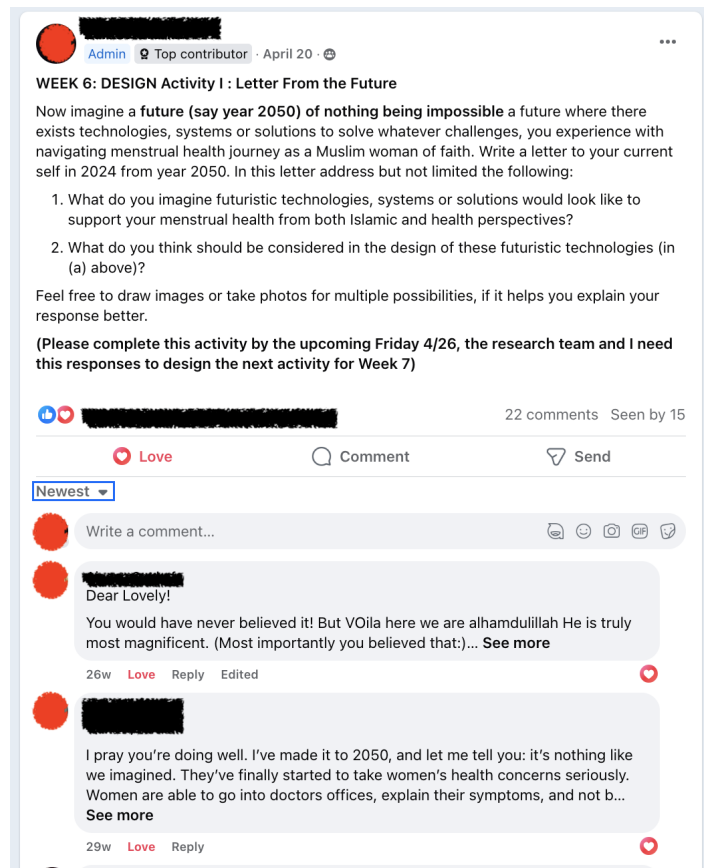 Admin Top contributor · April 20 ·
WEEK 6: DESIGN Activity I : Letter From the Future
Now imagine a future (say year 2050) of nothing being impossible a future where there
exists technologies, systems or solutions to solve whatever challenges, you experience with
navigating menstrual health journey as a Muslim woman of faith. Write a letter to your current
self in 2024 from year 2050. In this letter address but not limited the following:
1. What do you imagine futuristic technologies, systems or solutions would look like to
support your menstrual health from both Islamic and health perspectives?
2. What do you think should be considered in the design of these futuristic technologies (in
(a) above)?
Feel free to draw images or take photos for multiple possibilities, if it helps you explain your
response better.
(Please complete this activity by the upcoming Friday 4/26, the research team and I need
this responses to design the next activity for Week 7)
22 comments Seen by 15
Love Comment Send
Newest
Write a comment...
GIF
Dear Lovely!
You would have never believed it! But VOila here we are alhamdulillah He is truly
most magnificent. (Most importantly you believed that:)... See more
26w Love Reply Edited
I pray you're doing well. I've made it to 2050, and let me tell you: it's nothing like
we imagined. They've finally started to take women's health concerns seriously.
Women are able to go into doctors offices, explain their symptoms, and not b...
See more
29w Love Reply